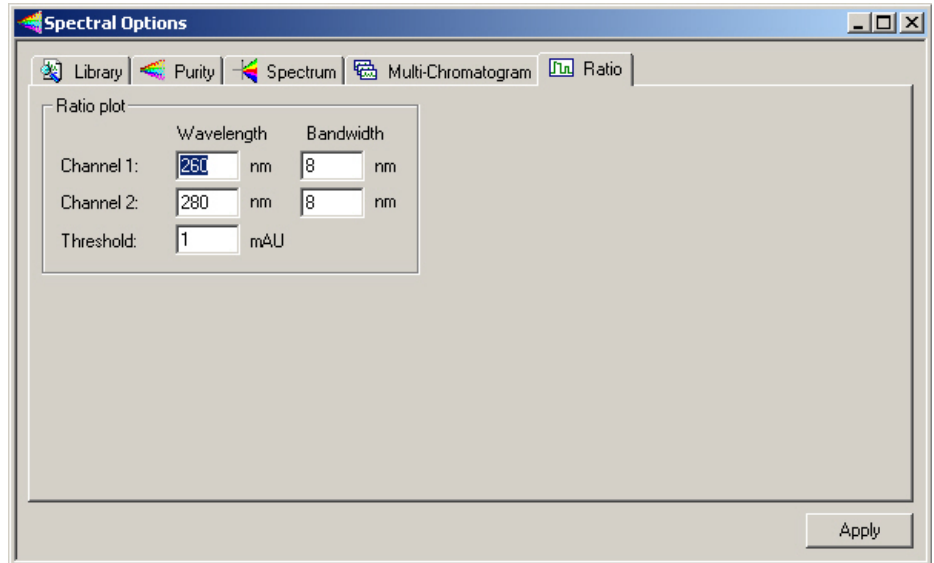 Spectral Options
Library Purity Spectrum Multi-Chromatogram Ratio
Ratio plot
Wavelength Bandwidth
Channel 1: 260 nm 8 nm
Channel 2: 280 nm 8 nm
Threshold: 1 mAU
Apply